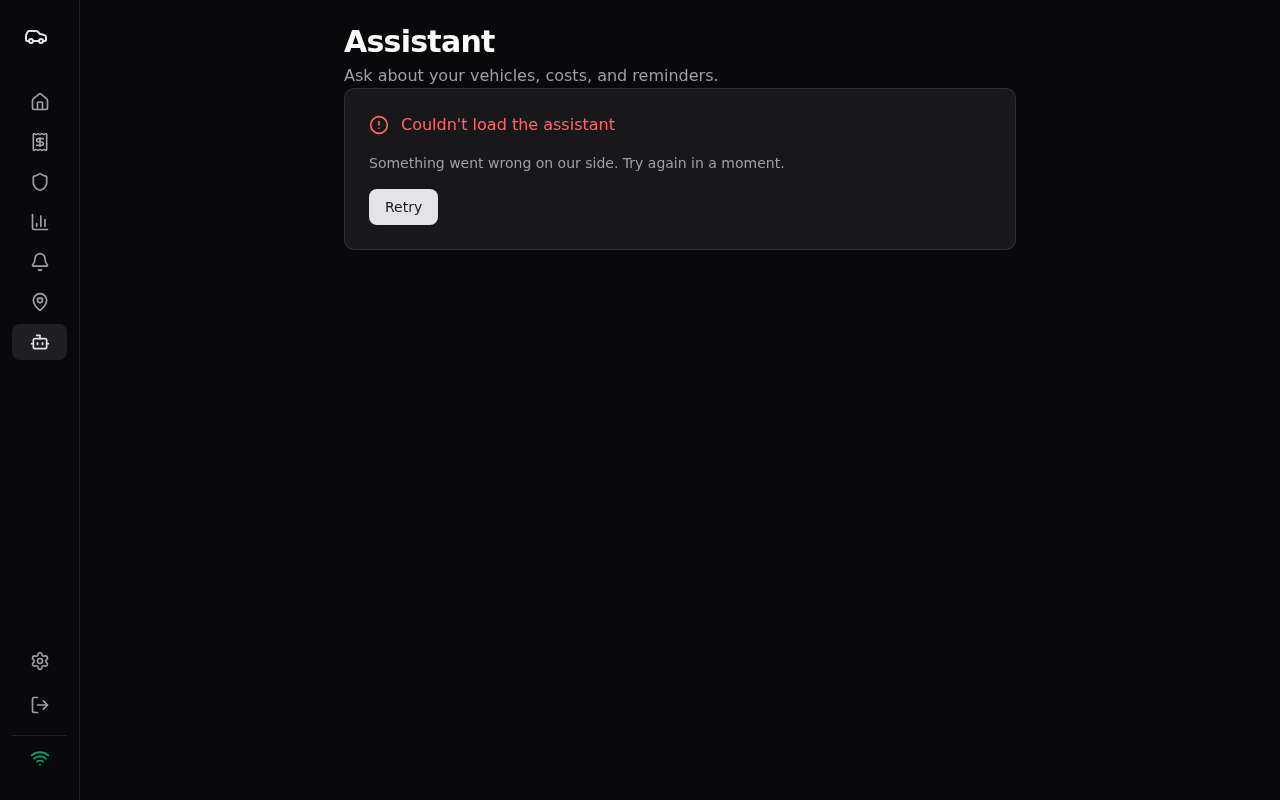 Assistant
Ask about your vehicles, costs, and reminders.
Couldn't load the assistant
Something went wrong on our side. Try again in a moment.
Retry